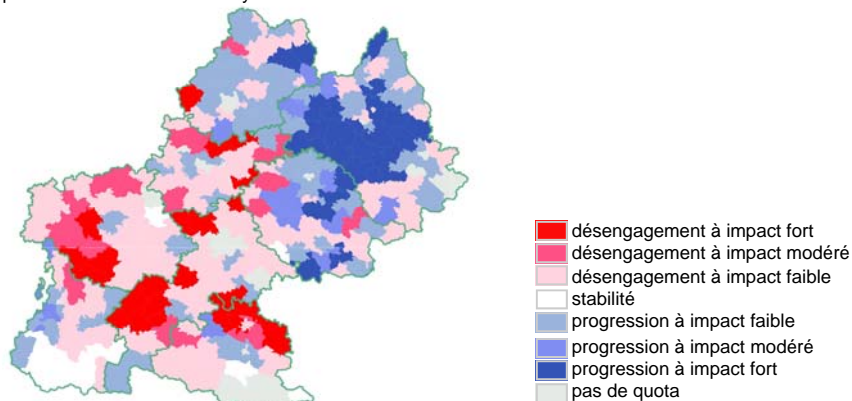 désengagement à impact fort
désengagement à impact modéré
désengagement à impact faible
stabilité
progression à impact faible
progression à impact modéré
progression à impact fort
pas de quota